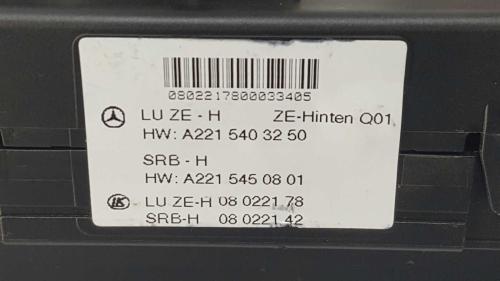 0802217800033405
LU ZE - H ZE-Hinten Q01
HW: A221 540 32 50
SRB - H
HW: A221 545 08 01
LK LU ZE-H 08 0221.78
SRB-H 08 0221.42